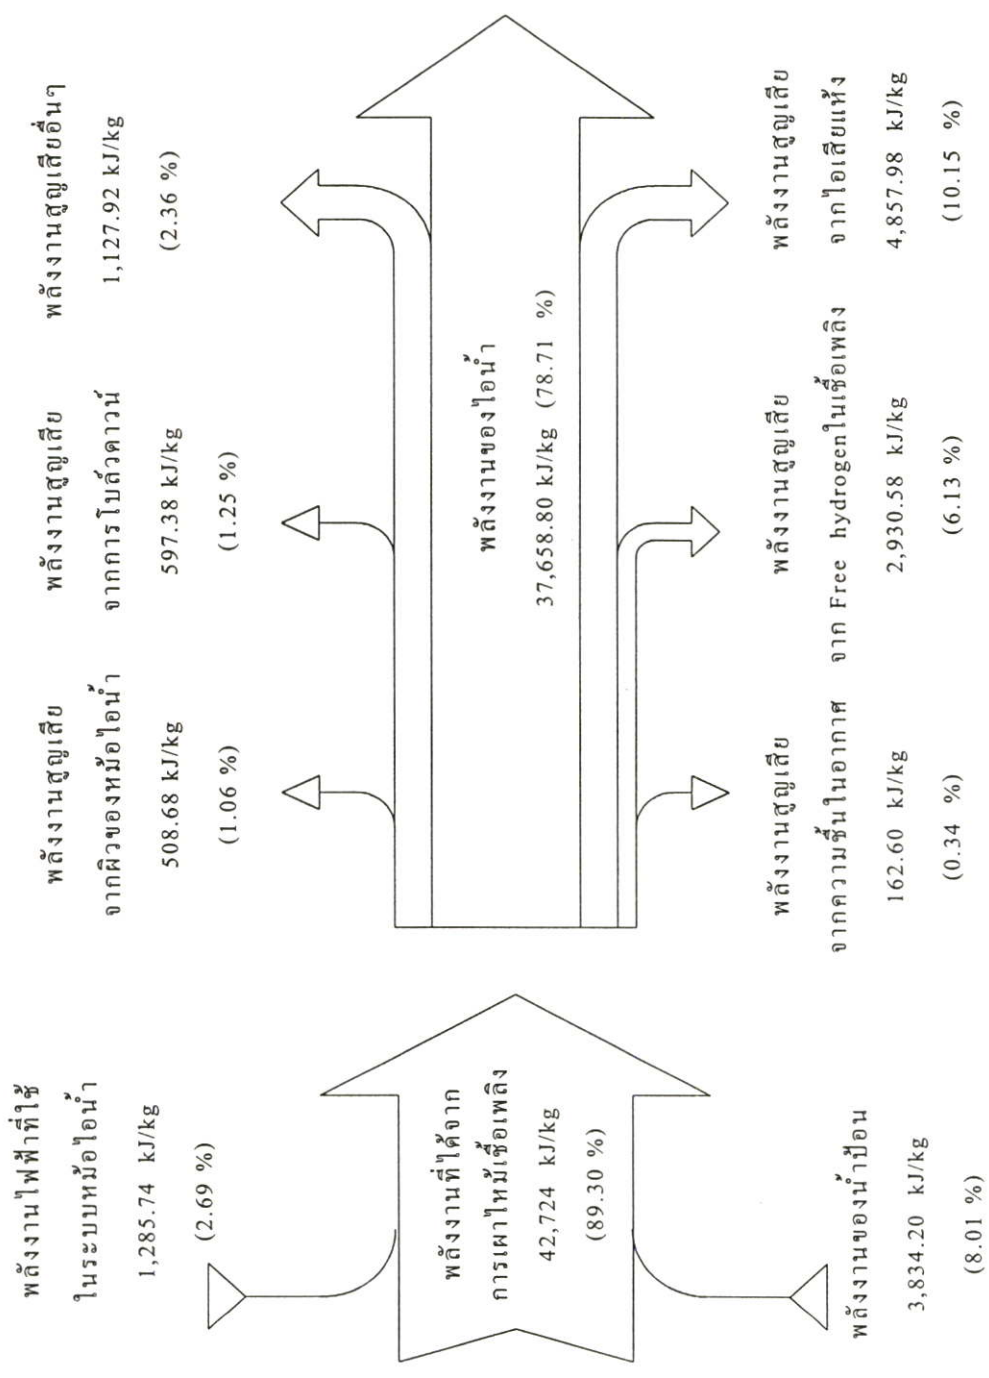 พลังงานไฟฟ้าที่ใช้
ในระบบหม้อไอน้ำ
1,285.74 kJ/kg
(2.69 %)
พลังงานที่ได้จาก
การเผาไหม้เชื้อเพลิง
42,724 kJ/kg
(89.30 %)
พลังงานของน้ำป้อน
3,834.20 kJ/kg
(8.01 %)
พลังงานสูญเสีย
จากผิวของหม้อไอน้ำ
508.68 kJ/kg
(1.06 %)
พลังงานสูญเสีย
จากการโบล์วดาวน์
597.38 kJ/kg
(1.25 %)
พลังงานสูญเสียอื่นๆ
1,127.92 kJ/kg
(2.36 %)
พลังงานของไอน้ำ
37,658.80 kJ/kg (78.71 %)
พลังงานสูญเสีย
จากความชื้นในอากาศ
162.60 kJ/kg
(0.34 %)
พลังงานสูญเสีย
จาก Free hydrogenในเชื้อเพลิง
2,930.58 kJ/kg
(6.13 %)
พลังงานสูญเสีย
จากไอเสียแห้ง
4,857.98 kJ/kg
(10.15 %)